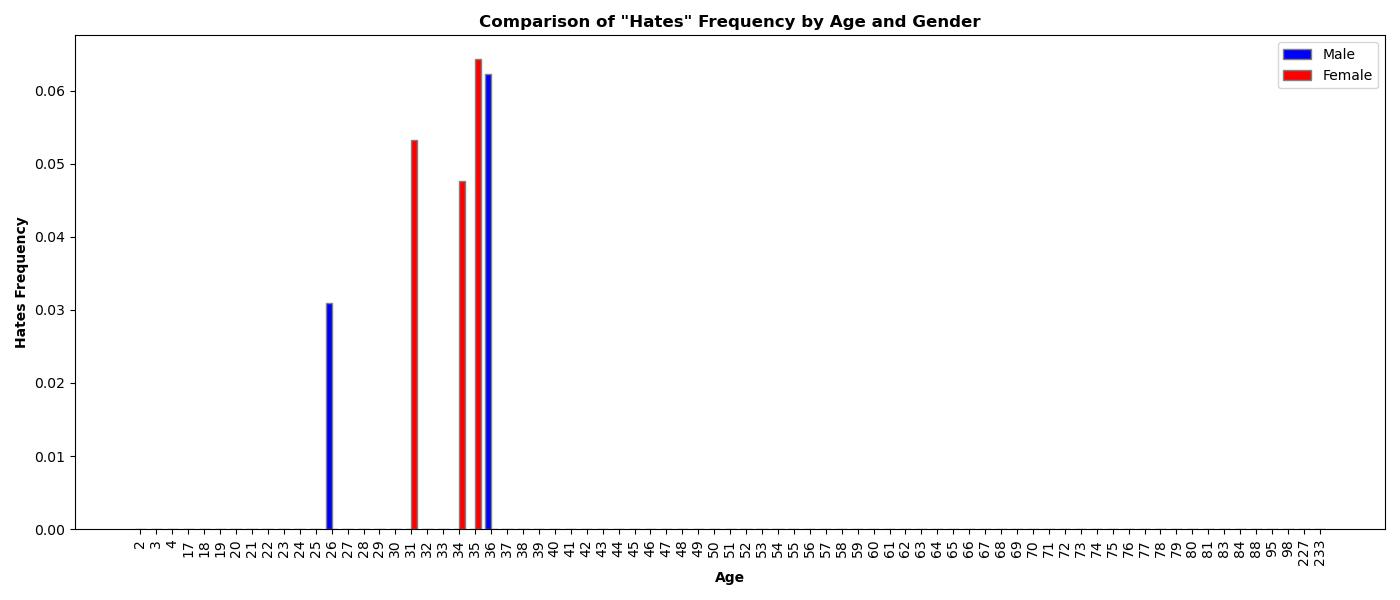 Comparison of "Hates" Frequency by Age and Gender
Male
Female
0.06
0.05
0.04
0.03
0.02
0.01
0.00
Hates Frequency
2 3 4 17 18 19 20 21 22 23 24 25 26 27 28 29 30 31 32 33 34 35 36 37 38 39 40 41 42 43 44 45 46 47 48 49 50 51 52 53 54 55 56 57 58 59 60 61 62 63 64 65 66 67 68 69 70 71 72 73 74 75 76 77 78 79 80 81 83 84 88 95 98 227 233
Age